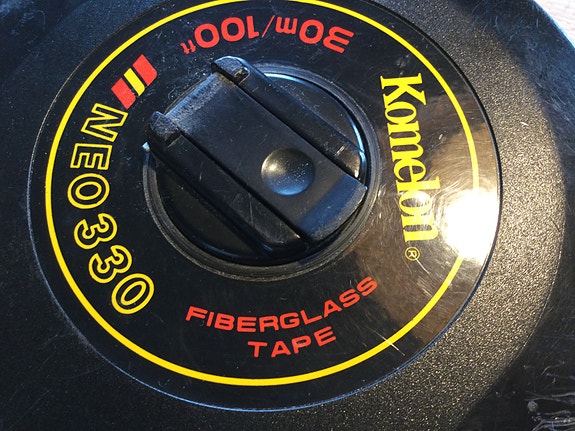 30m/100ft
Komelon®
NEO330
FIBERGLASS
TAPE